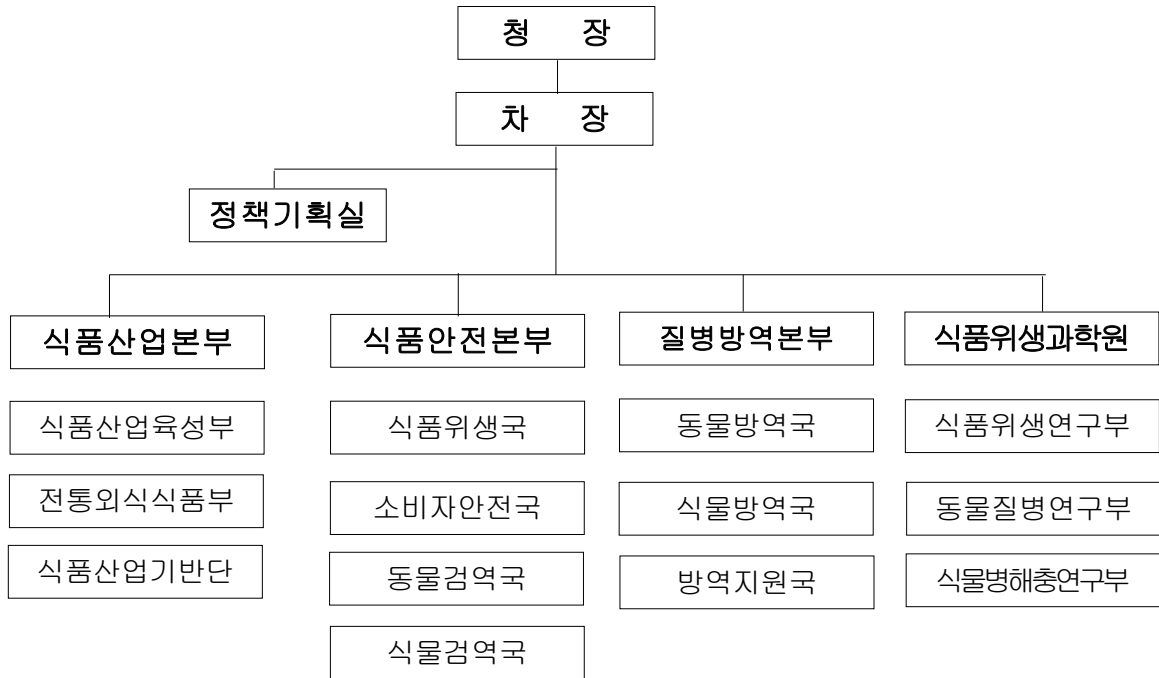 청 장
차 장
정책기획실
식품산업본부
식품안전본부
질병방역본부
식품위생과학원
식품산업육성부
식품위생국
동물방역국
식품위생연구부
전통외식식품부
소비자안전국
식물방역국
동물질병연구부
식품산업기반단
동물검역국
방역지원국
식물병해충연구부
식물검역국